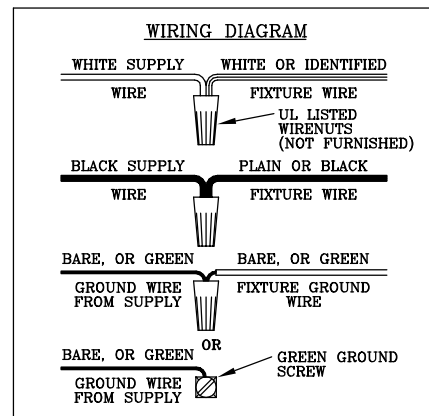 WIRING DIAGRAM
WHITE SUPPLY WHITE OR IDENTIFIED
WIRE FIXTURE WIRE
UL LISTED
WIRENUTS
(NOT FURNISHED)
BLACK SUPPLY PLAIN OR BLACK
WIRE FIXTURE WIRE
BARE, OR GREEN BARE, OR GREEN
GROUND WIRE FIXTURE GROUND
FROM SUPPLY WIRE
OR
BARE, OR GREEN GREEN GROUND
SCREW
GROUND WIRE
FROM SUPPLY